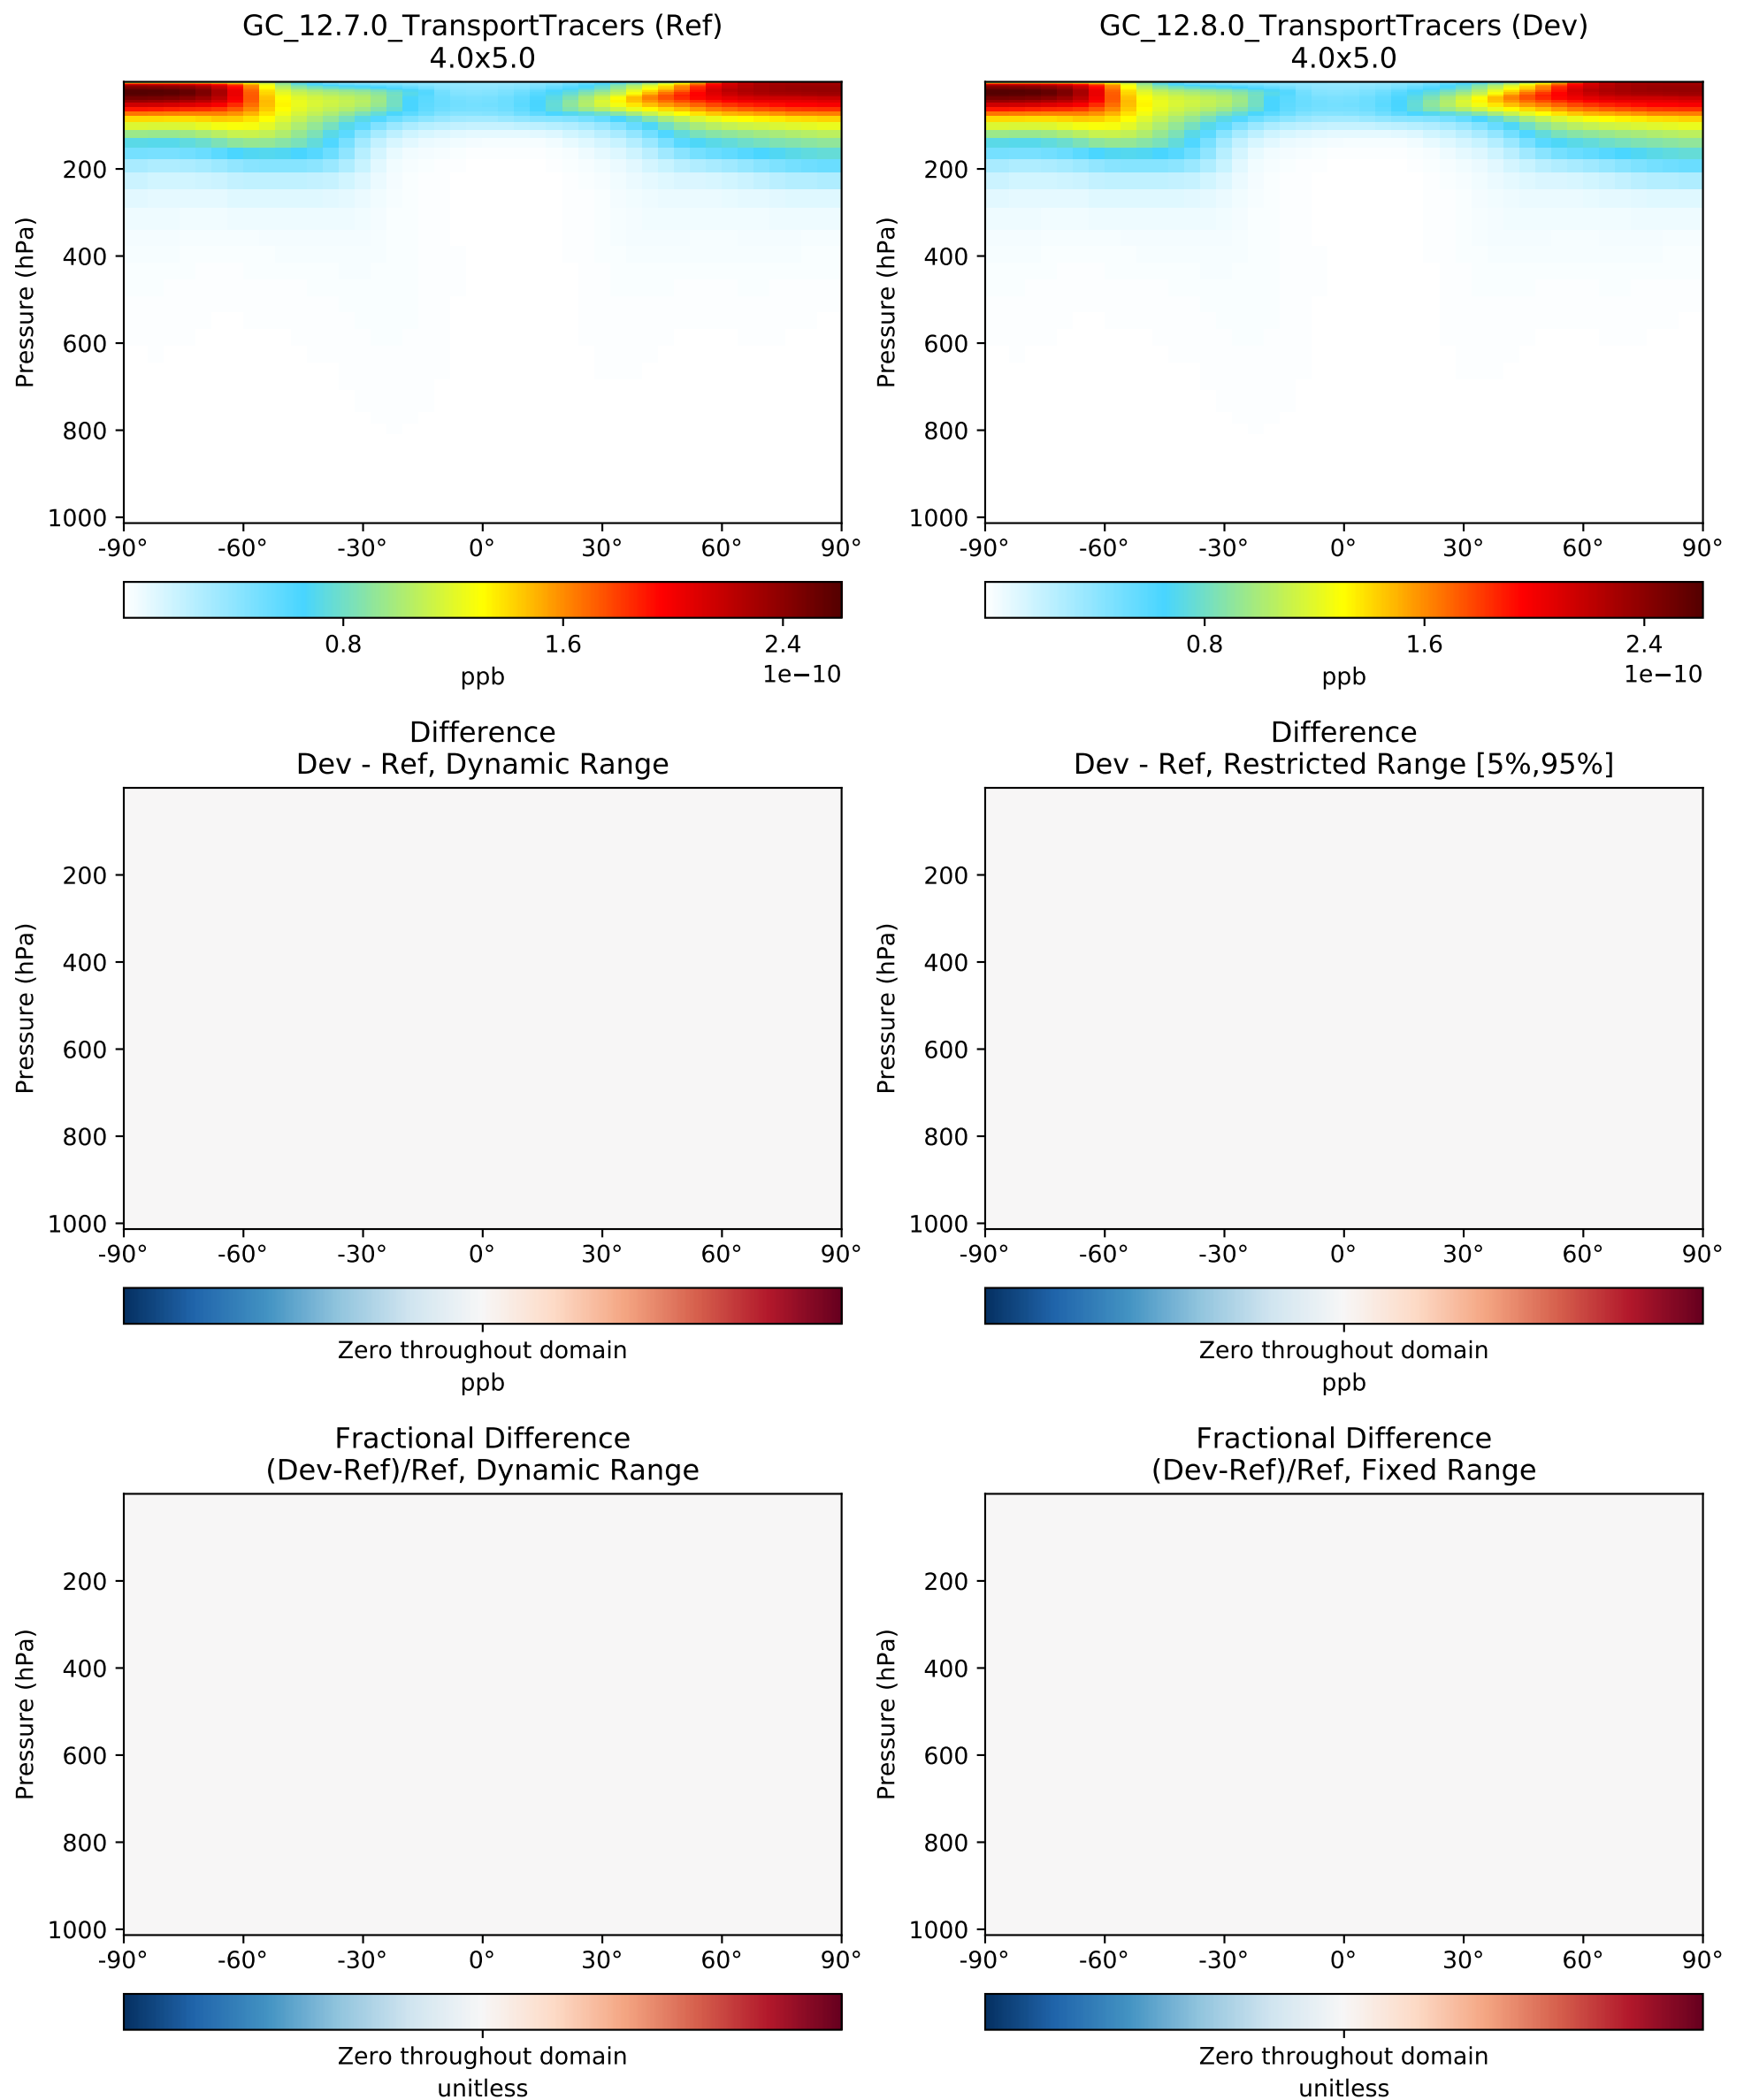 GC_12.7.0_TransportTracers (Ref)
4.0x5.0
Pressure (hPa)
200
400
600
800
1000
-90° -60° -30° 0° 30° 60° 90°
0.8 1.6 2.4
1e−10
ppb
GC_12.8.0_TransportTracers (Dev)
4.0x5.0
Pressure (hPa)
200
400
600
800
1000
-90° -60° -30° 0° 30° 60° 90°
0.8 1.6 2.4
1e−10
ppb
Difference
Dev - Ref, Dynamic Range
Pressure (hPa)
200
400
600
800
1000
-90° -60° -30° 0° 30° 60° 90°
Zero throughout domain
ppb
Difference
Dev - Ref, Restricted Range [5%,95%]
Pressure (hPa)
200
400
600
800
1000
-90° -60° -30° 0° 30° 60° 90°
Zero throughout domain
ppb
Fractional Difference
(Dev-Ref)/Ref, Dynamic Range
Pressure (hPa)
200
400
600
800
1000
-90° -60° -30° 0° 30° 60° 90°
Zero throughout domain
unitless
Fractional Difference
(Dev-Ref)/Ref, Fixed Range
Pressure (hPa)
200
400
600
800
1000
-90° -60° -30° 0° 30° 60° 90°
Zero throughout domain
unitless